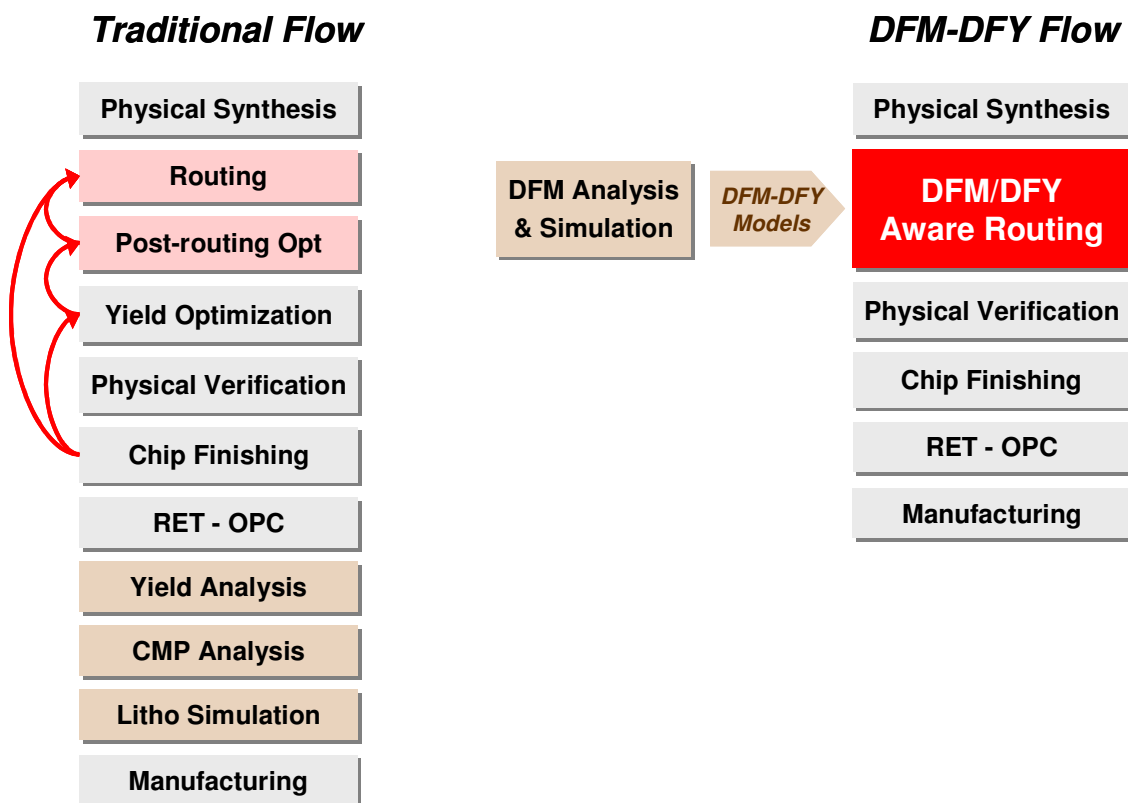 Traditional Flow
Physical Synthesis
Routing
Post-routing Opt
Yield Optimization
Physical Verification
Chip Finishing
RET - OPC
Yield Analysis
CMP Analysis
Litho Simulation
Manufacturing
DFM Analysis
& Simulation
DFM-DFY
Models
DFM-DFY Flow
Physical Synthesis
DFM/DFY
Aware Routing
Physical Verification
Chip Finishing
RET - OPC
Manufacturing